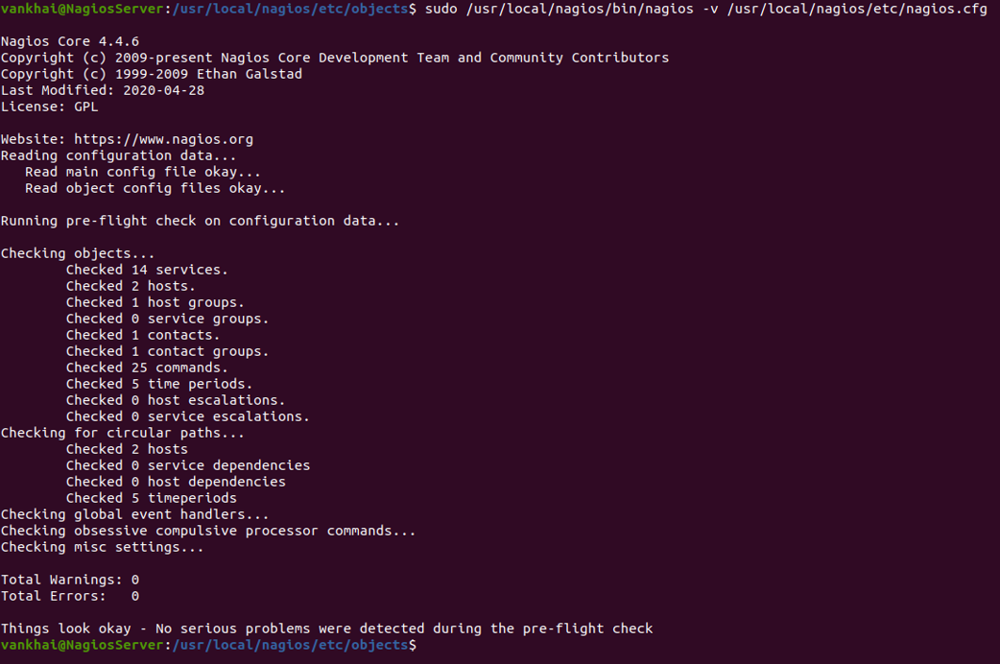 vankhai@NagiosServer:/usr/local/nagios/etc/objects$ sudo /usr/local/nagios/bin/nagios -v /usr/local/nagios/etc/nagios.cfg
Nagios Core 4.4.6
Copyright (c) 2009-present Nagios Core Development Team and Community Contributors
Copyright (c) 1999-2009 Ethan Galstad
Last Modified: 2020-04-28
License: GPL
Website: https://www.nagios.org
Reading configuration data...
   Read main config file okay...
   Read object config files okay...
Running pre-flight check on configuration data...
Checking objects...
        Checked 14 services.
        Checked 2 hosts.
        Checked 1 host groups.
        Checked 0 service groups.
        Checked 1 contacts.
        Checked 1 contact groups.
        Checked 25 commands.
        Checked 5 time periods.
        Checked 0 host escalations.
        Checked 0 service escalations.
Checking for circular paths...
        Checked 2 hosts
        Checked 0 service dependencies
        Checked 0 host dependencies
        Checked 5 timeperiods
Checking global event handlers...
Checking obsessive compulsive processor commands...
Checking misc settings...
Total Warnings: 0
Total Errors:   0
Things look okay - No serious problems were detected during the pre-flight check
vankhai@NagiosServer:/usr/local/nagios/etc/objects$